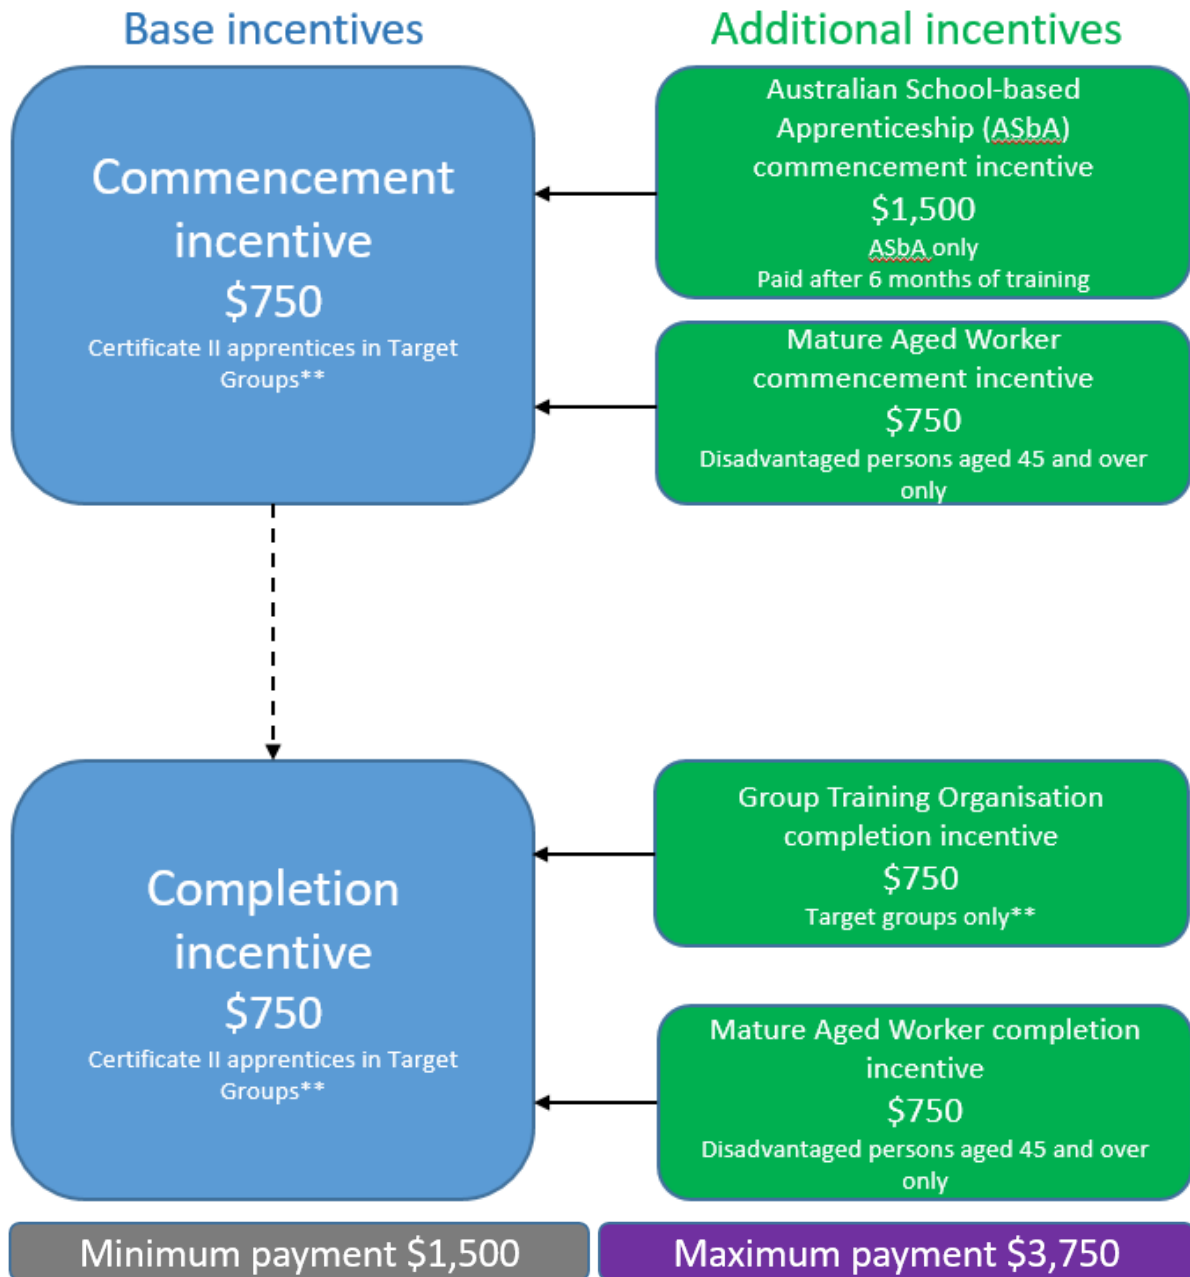 Base incentives
Additional incentives
Commencement
incentive
$750
Certificate II apprentices in Target
Groups**
Australian School-based
Apprenticeship (ASbA)
commencement incentive
$1,500
ASbA only
Paid after 6 months of training
Mature Aged Worker
commencement incentive
$750
Disadvantaged persons aged 45 and over
only
Completion
incentive
$750
Certificate II apprentices in Target
Groups**
Group Training Organisation
completion incentive
$750
Target groups only**
Mature Aged Worker completion
incentive
$750
Disadvantaged persons aged 45 and over
only
Minimum payment $1,500
Maximum payment $3,750